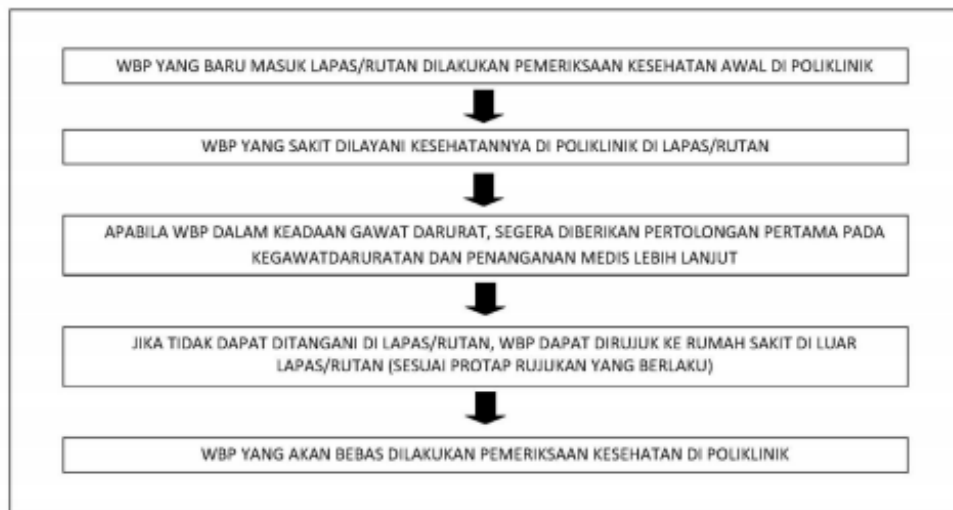 WBP YANG BARU MASUK LAPAS/RUTAN DILAKUKAN PEMERIKSAAN KESEHATAN AWAL DI POLIKLINIK
WBP YANG SAKIT DILAYANI KESEHATANNYA DI POLIKLINIK DI LAPAS/RUTAN
APABILA WBP DALAM KEADAAN GAWAT DARURAT, SEGERA DIBERIKAN PERTOLONGAN PERTAMA PADA
KEGAWATDARURATAN DAN PENANGANAN MEDIS LEBIH LANJUT
JIKA TIDAK DAPAT DITANGANI DI LAPAS/RUTAN, WBP DAPAT DIRUJUK KE RUMAH SAKIT DI LUAR
LAPAS/RUTAN (SESUAI PROTAP RUJUKAN YANG BERLAKU)
WBP YANG AKAN BEBAS DILAKUKAN PEMERIKSAAN KESEHATAN DI POLIKLINIK